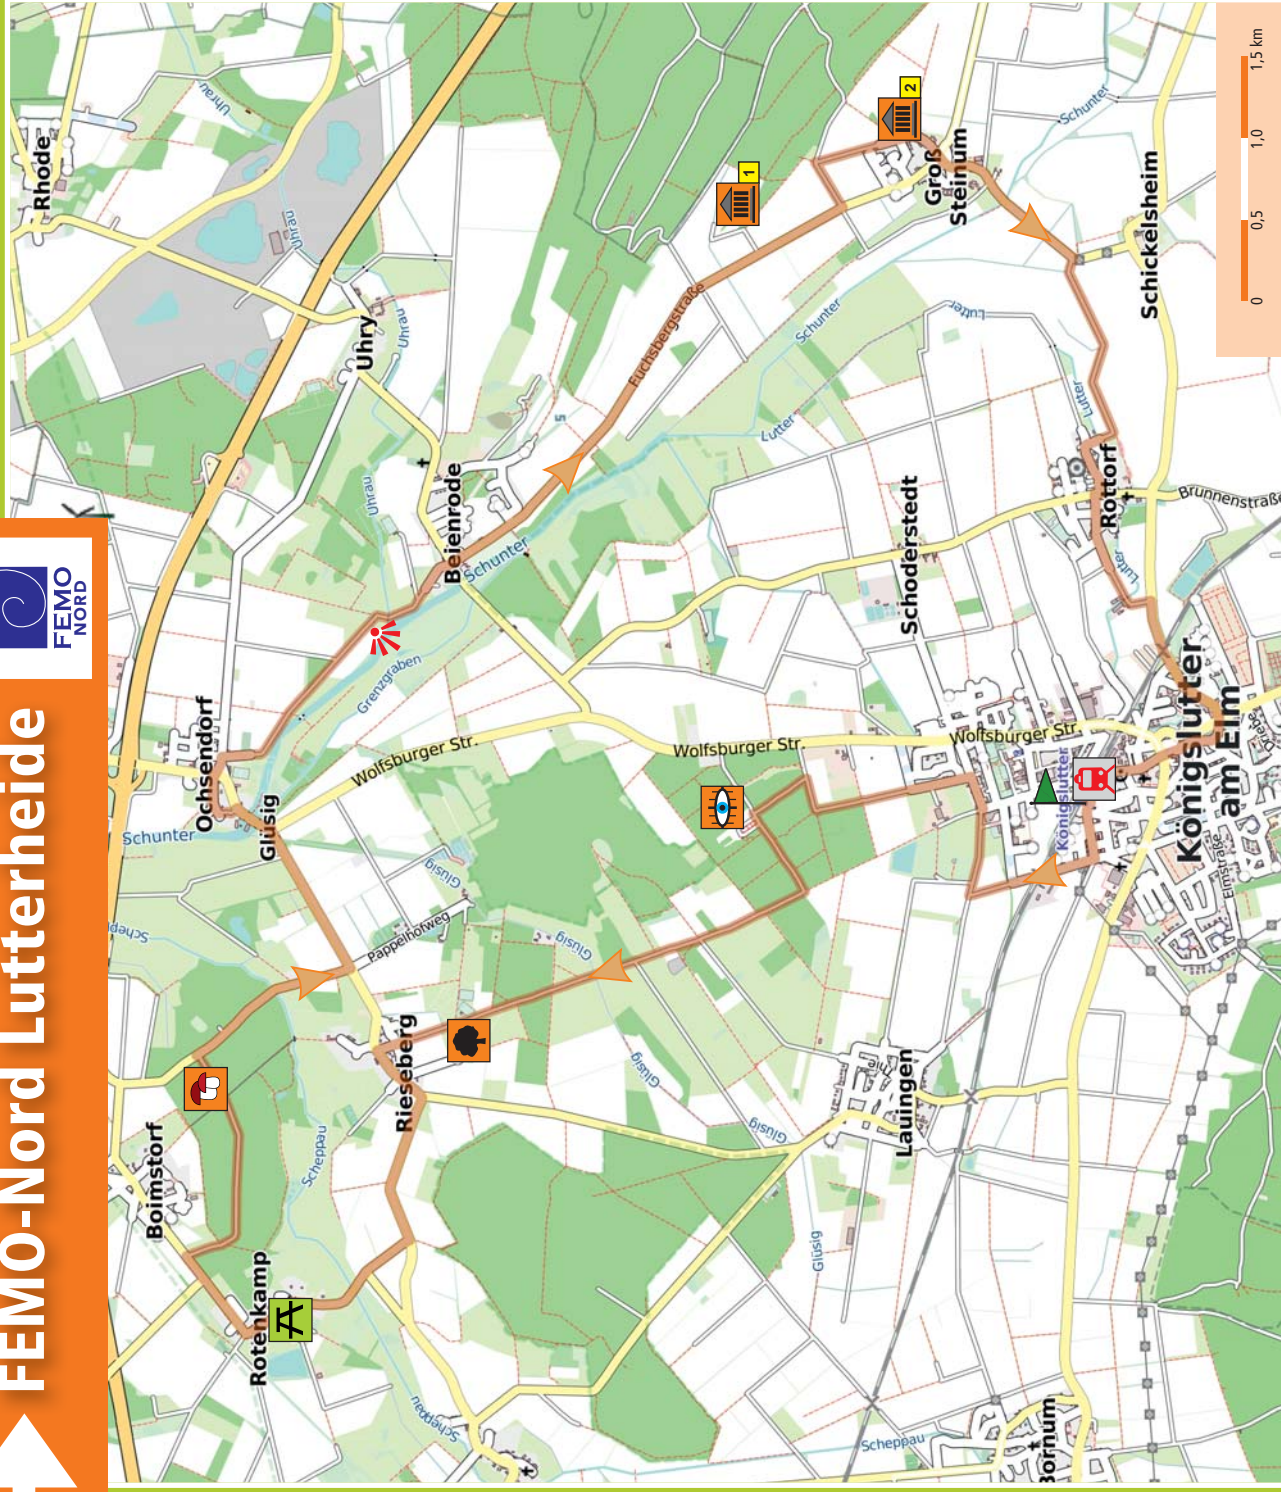 FEMO-Nord Lutterheide
FEMO
NORD
Boimstorf
Rotenkamp
Scheppau
Scheppau
Rieseberg
Pappelhofweg
Glüsig
Glüsig
Glüsig
Glüsig
Glüsig
Lauingen
Scheppau
Bornum
Schunter
Ochsendorf
Glüsig
Wolfsburger Str.
Grenzgraben
Beienrode
Schunter
Uhrau
Uhrau
Uhry
Uhrau
Uhrau
Rhode
Fuchsbergstraße
1
2
Groß
Steinum
Schunter
Schunter
Lutter
Lutter
Lutter
Lutter
Schickelsheim
Rottorf
Brunnenstraße
Schoderstedt
Wolfsburger Str.
Wolfsburger Str.
Königslutter
Königslutter
am Elm
Elmstraße
Driebe
0
0,5
1,0
1,5 km